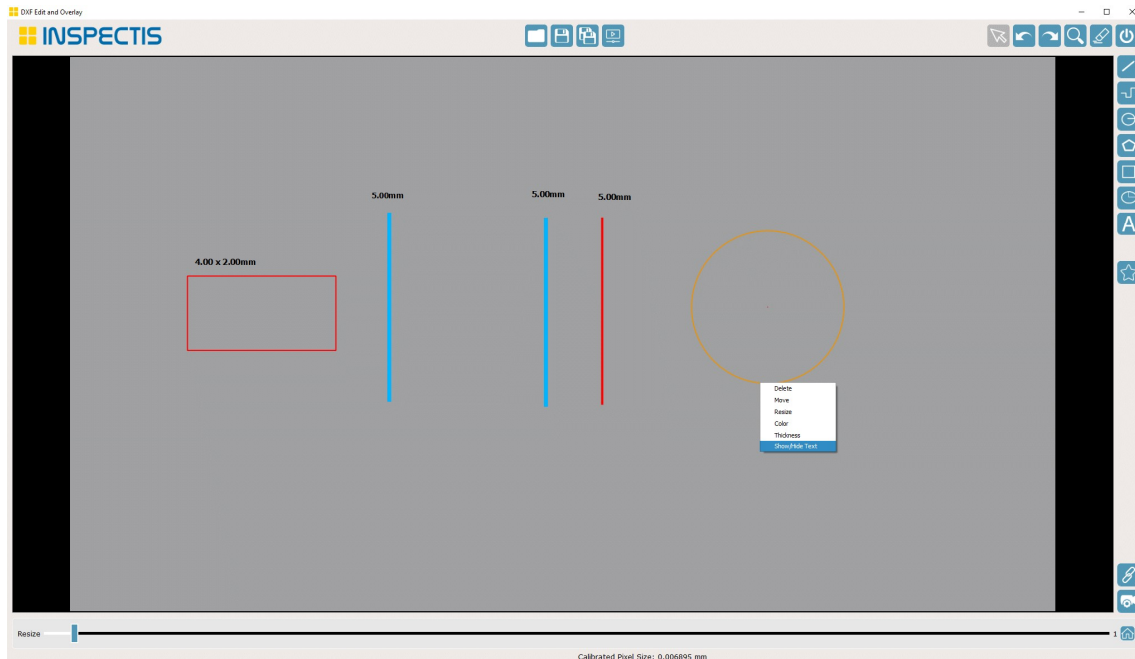 DXF Edit and Overlay
INSPECTIS
A
5.00mm
5.00mm
5.00mm
4.00 x 2.00mm
Delete
Move
Resize
Color
Thickness
Show/Hide Text
Resize
1
Calibrated Pixel Size: 0.006895 mm